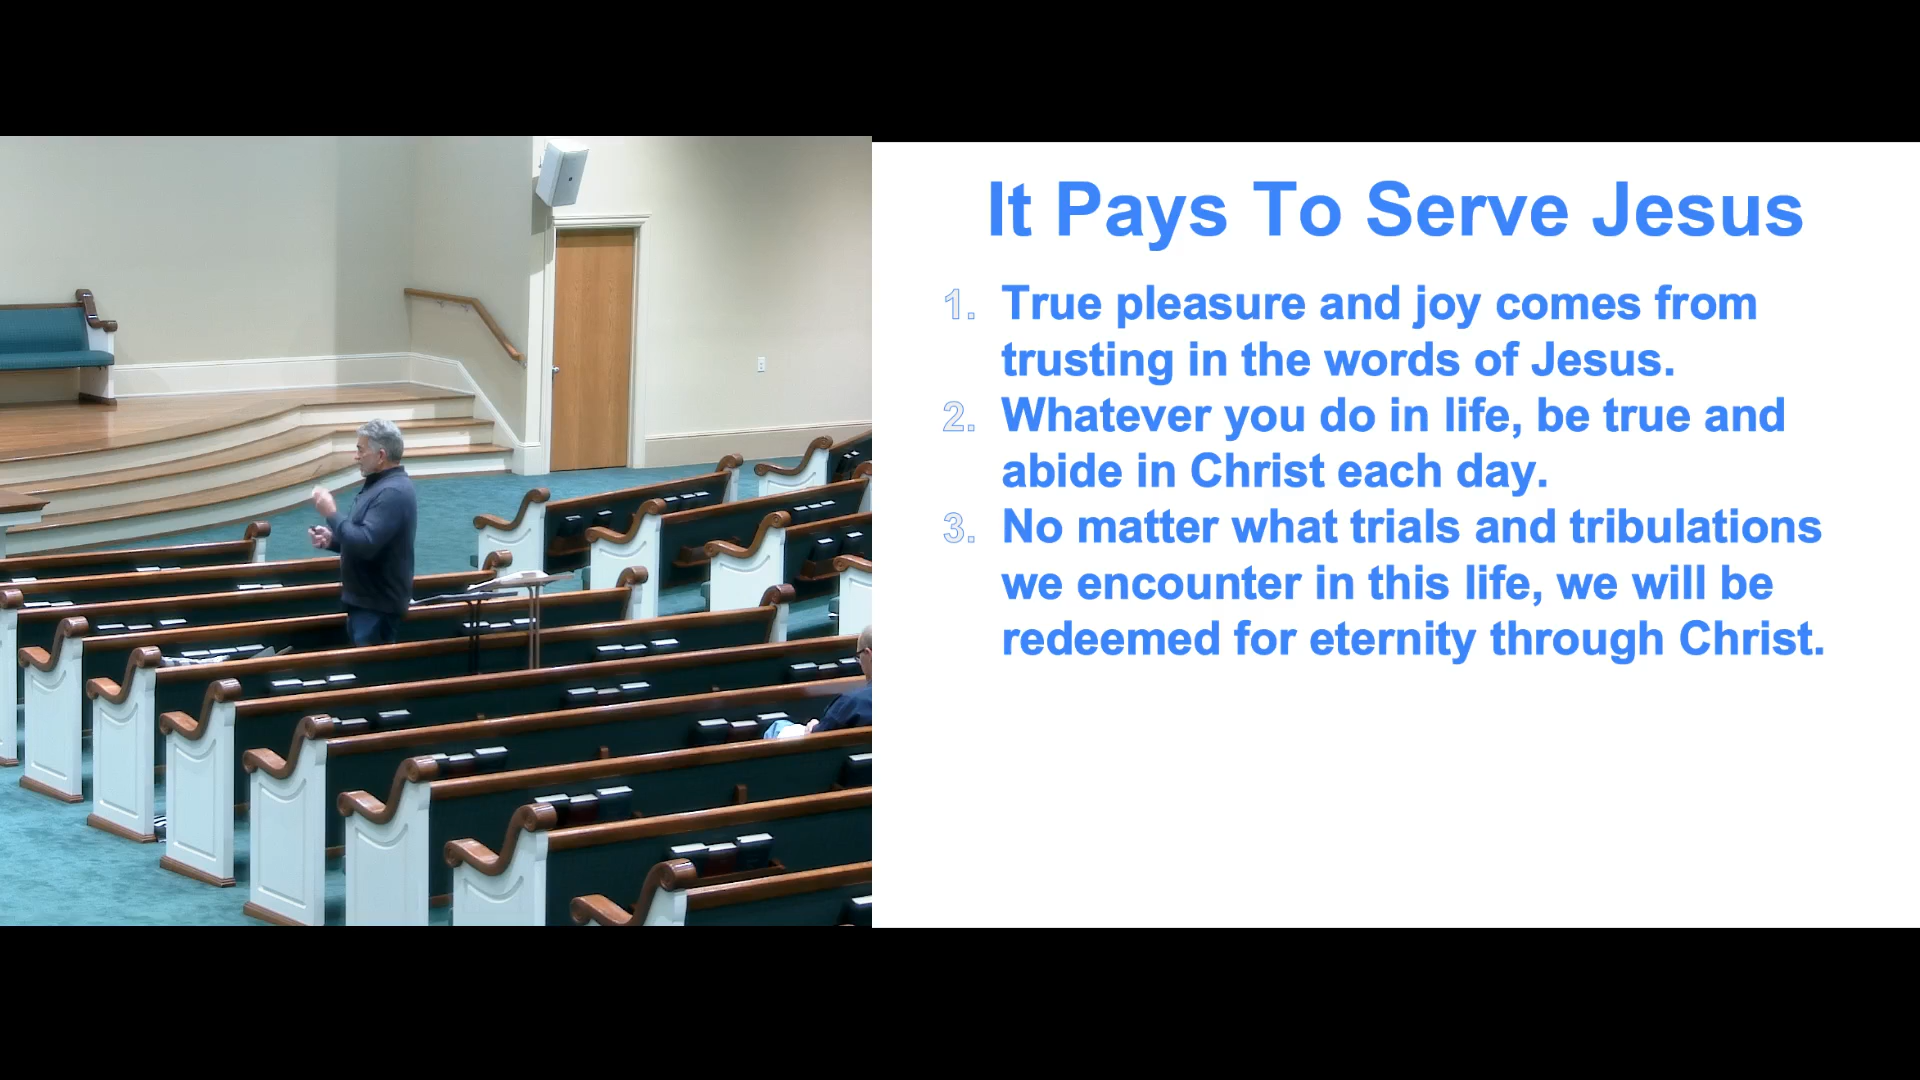 It Pays To Serve Jesus
1. True pleasure and joy comes from
trusting in the words of Jesus.
2. Whatever you do in life, be true and
abide in Christ each day.
3. No matter what trials and tribulations
we encounter in this life, we will be
redeemed for eternity through Christ.